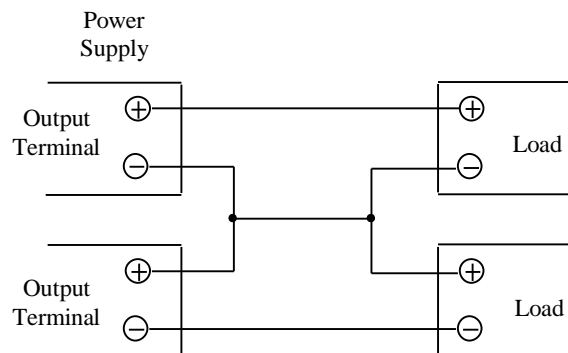 Power
Supply
+
+
Output
Terminal
Load
−
−
+
+
Output
Terminal
Load
−
−